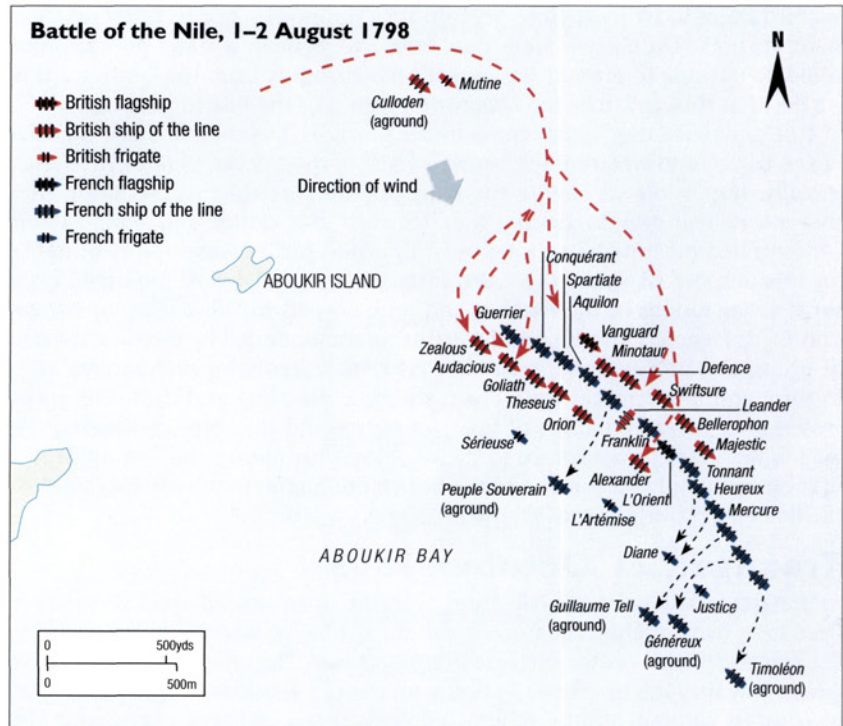 Battle of the Nile, 1–2 August 1798
N
Mutine
Culloden
(aground)
British flagship
British ship of the line
British frigate
French flagship
French ship of the line
French frigate
Direction of wind
ABOUKIR ISLAND
Conquérant
Spartiate
Aquilon
Guerrier
Vanguard
Minotaur
Zealous
Audacious
Goliath
Theseus
Orion
Defence
Swiftsure
Leander
Bellerophon
Majestic
Sérieuse
Franklin
Alexander
L'Orient
Tonnant
Heureux
Mercure
Peuple Souverain
(aground)
L'Artémise
ABOUKIR BAY
Diane
Guillaume Tell
(aground)
Justice
Généreux
(aground)
Timoléon
(aground)
0 500yds
0 500m